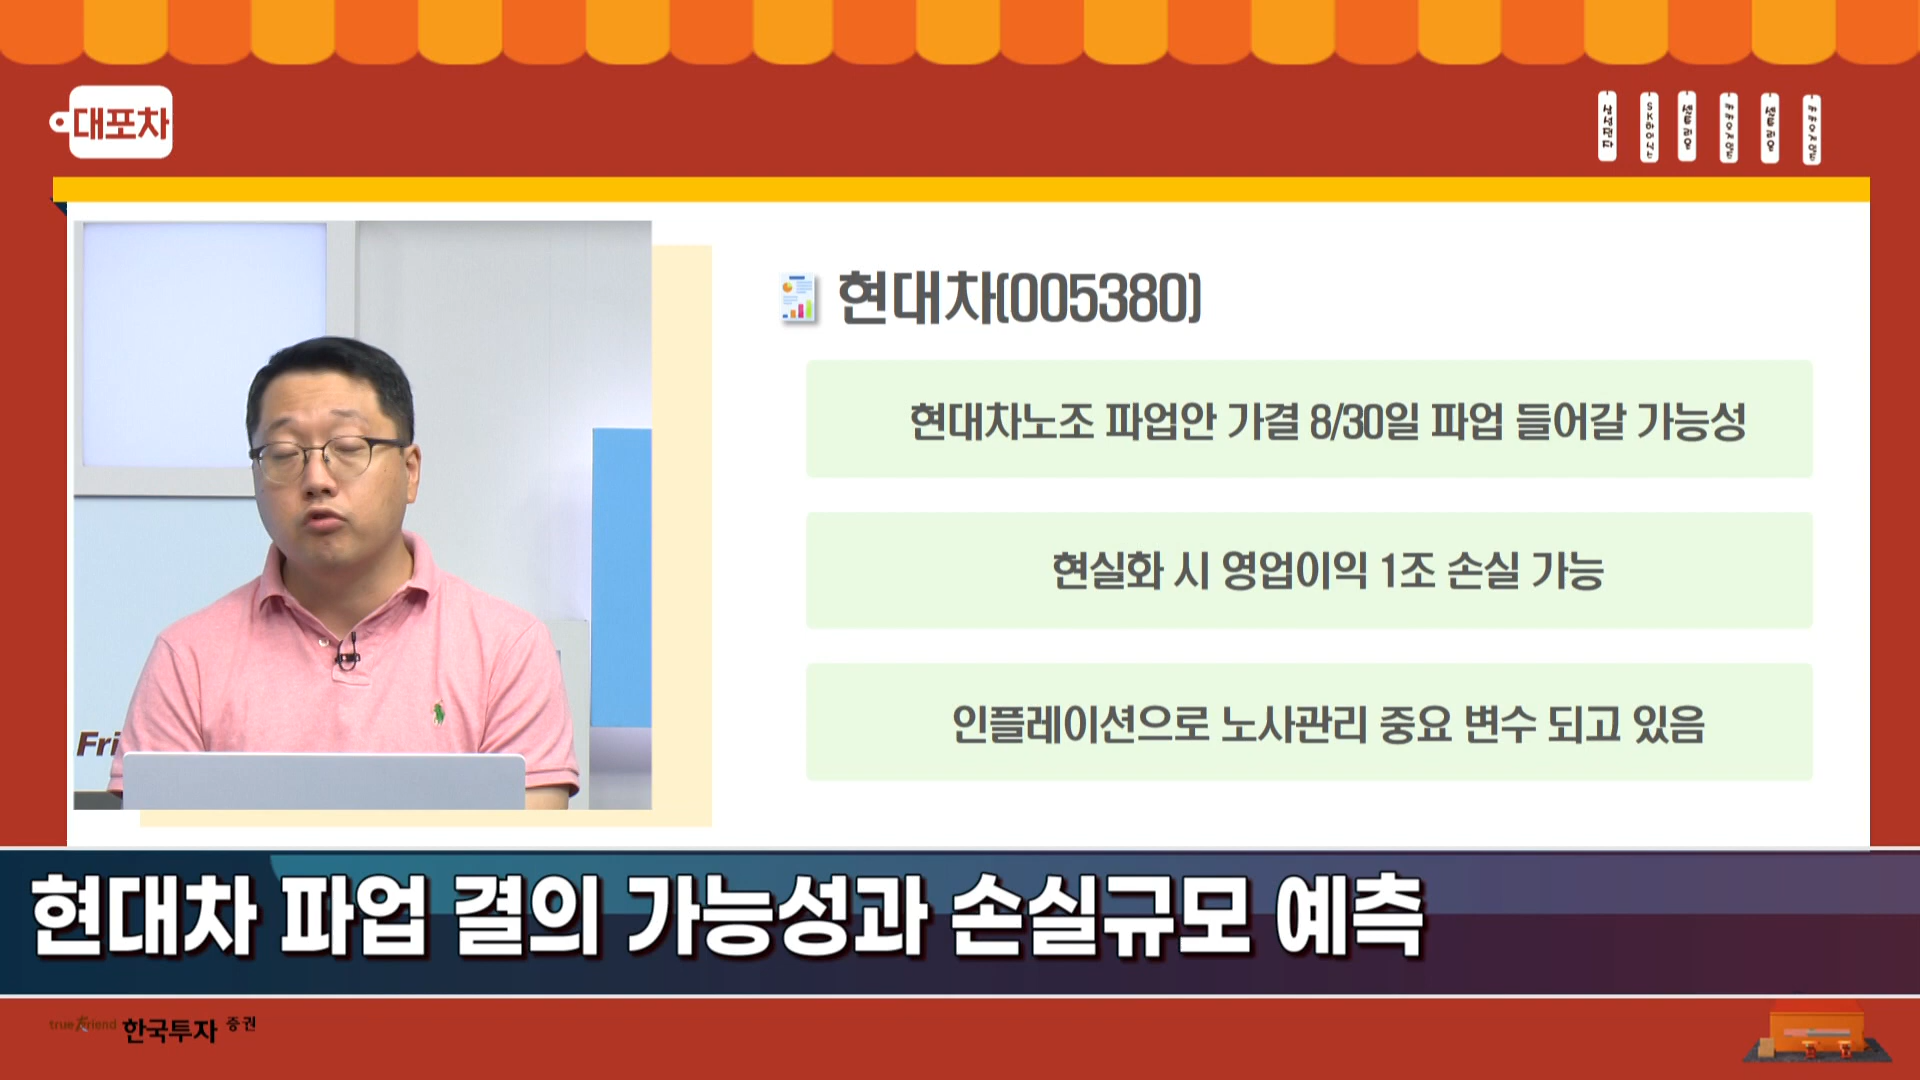 대포차
현대차(005380)
현대차노조 파업안 가결 8/30일 파업 들어갈 가능성
현실화 시 영업이익 1조 손실 가능
인플레이션으로 노사관리 중요 변수 되고 있음
Fri
현대차 파업 결의 가능성과 손실규모 예측
true friend 한국투자 증권